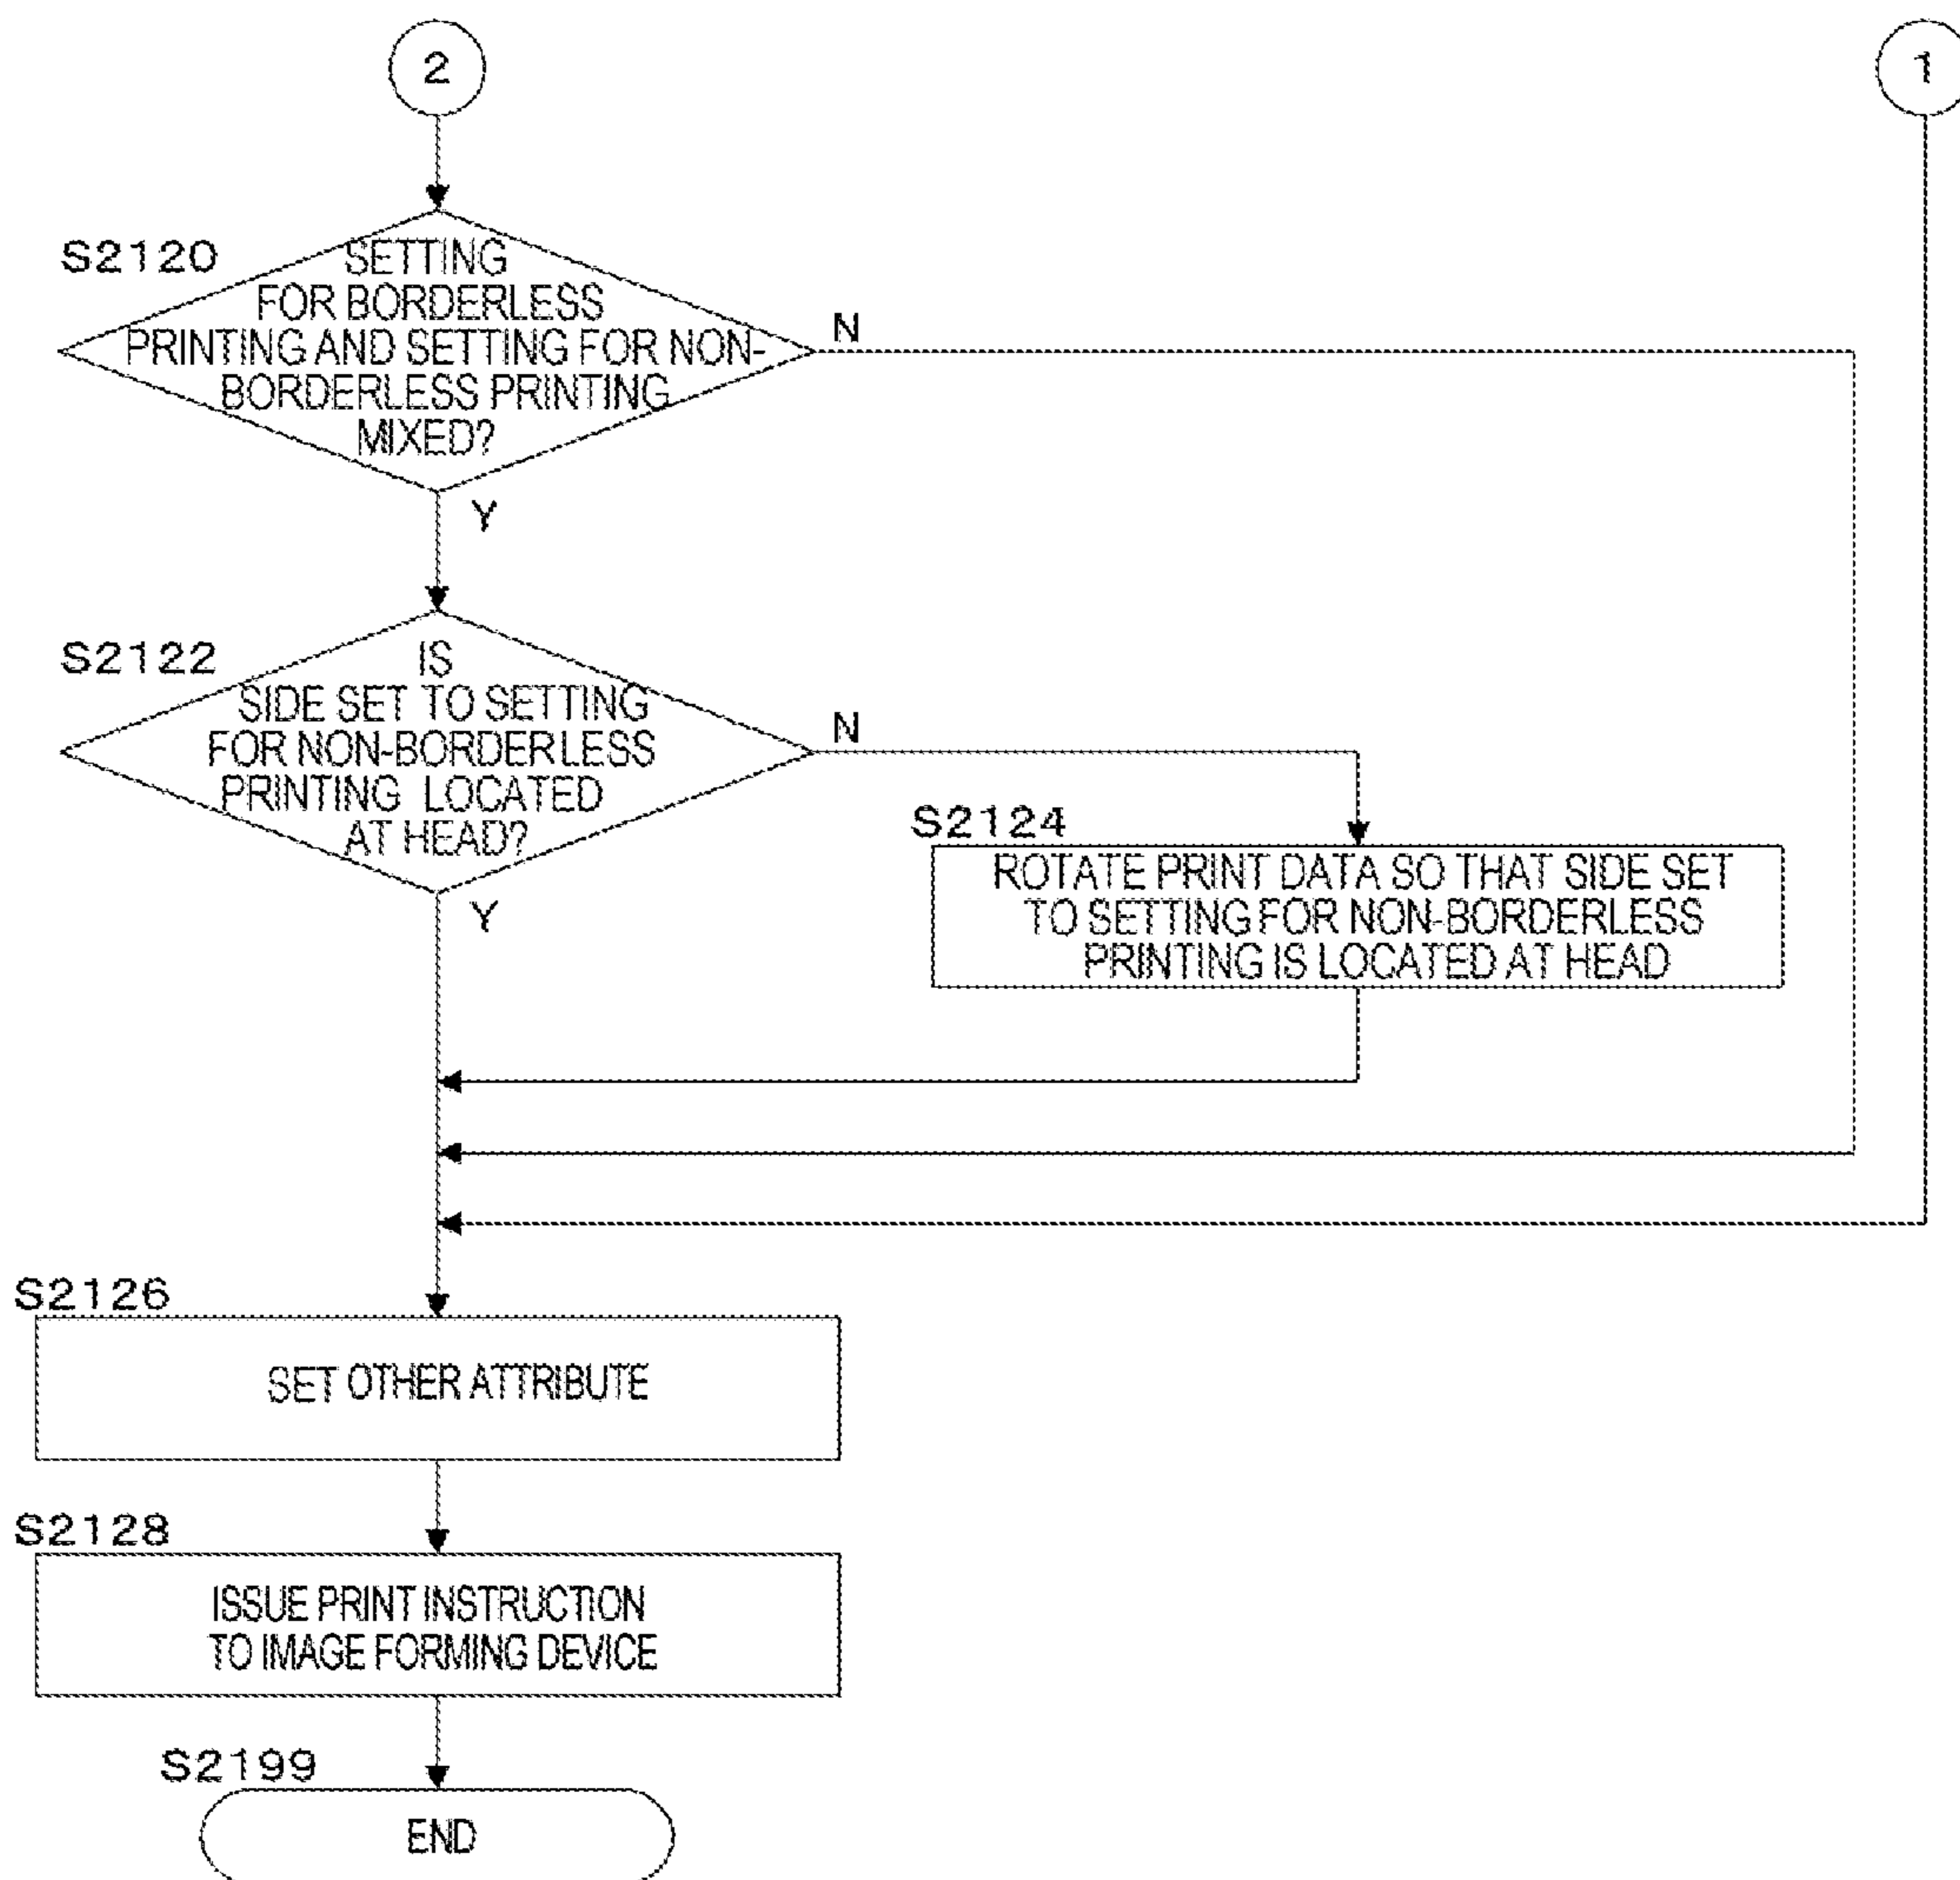 2
1
S2120
SETTING
FOR BORDERLESS
PRINTING AND SETTING FOR NON-
BORDERLESS PRINTING
MIXED?
N
Y
S2122
IS
SIDE SET TO SETTING
FOR NON-BORDERLESS
PRINTING LOCATED
AT HEAD?
N
Y
S2124
ROTATE PRINT DATA SO THAT SIDE SET
TO SETTING FOR NON-BORDERLESS
PRINTING IS LOCATED AT HEAD
S2126
SET OTHER ATTRIBUTE
S2128
ISSUE PRINT INSTRUCTION
TO IMAGE FORMING DEVICE
S2199
END